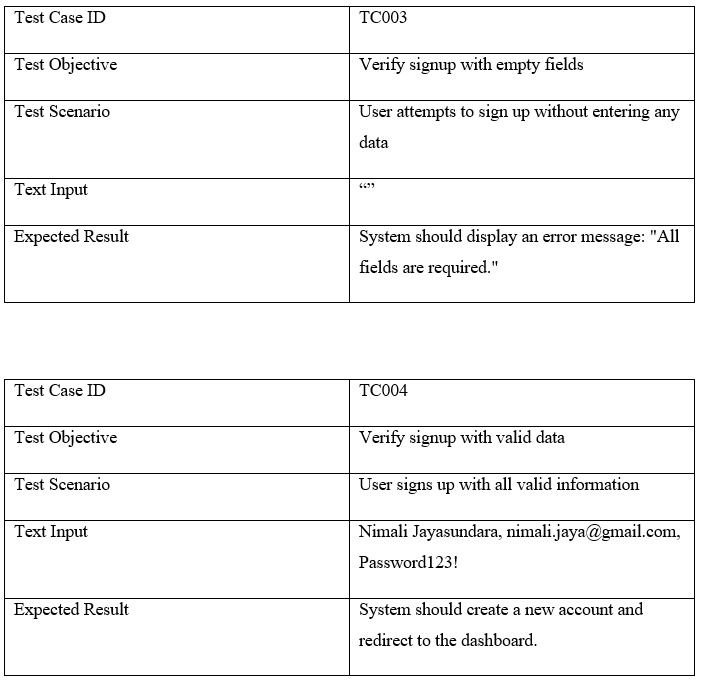 Test Case ID TC003
Test Objective Verify signup with empty fields
Test Scenario User attempts to sign up without entering any
data
Text Input “”
Expected Result System should display an error message: "All
fields are required."
Test Case ID TC004
Test Objective Verify signup with valid data
Test Scenario User signs up with all valid information
Text Input Nimali Jayasundara, nimali.jaya@gmail.com,
Password123!
Expected Result System should create a new account and
redirect to the dashboard.